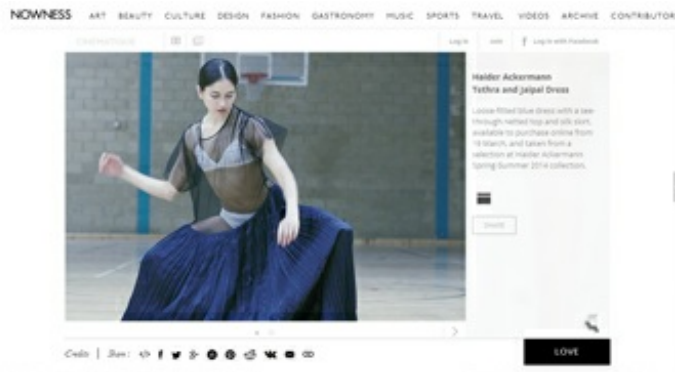 NOWNESS ART BEAUTY CULTURE DESIGN FASHION GASTRONOMY MUSIC SPORTS TRAVEL VIDEOS ARCHIVE CONTRIBUTOR
Log in Join f Log in with Facebook
Haider Ackermann
Tethra and Jaipal Dress
Loose-fitted blue dress with a see-
through netted top and silk skirt,
available to purchase online from
19 March, and taken from a
selection at Haider Ackermann
Spring Summer 2014 collection.
SHARE
Credits | Share:
LOVE